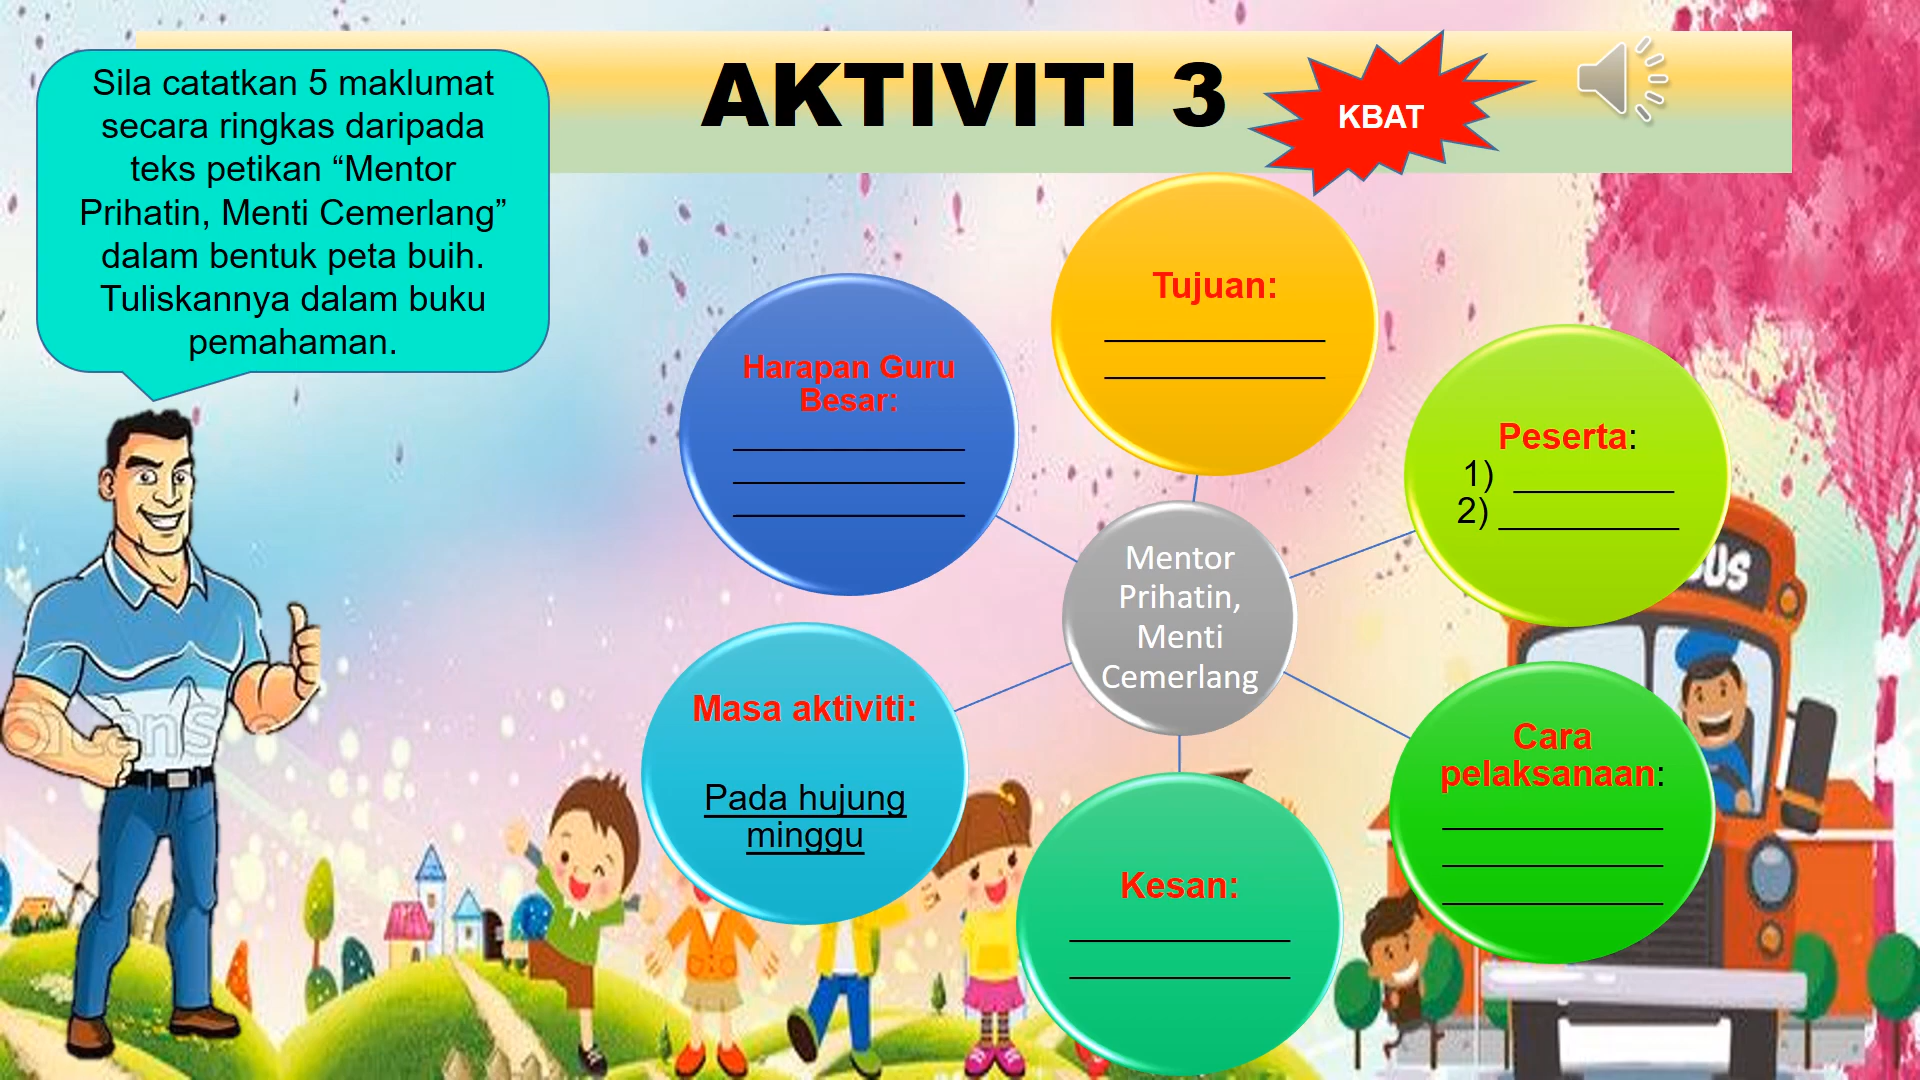 AKTIVITI 3
KBAT
Sila catatkan 5 maklumat
secara ringkas daripada
teks petikan “Mentor
Prihatin, Menti Cemerlang”
dalam bentuk peta buih.
Tuliskannya dalam buku
pemahaman.
Tujuan:
Harapan Guru
Besar:
Peserta:
1) __________
2) __________
Mentor
Prihatin,
Menti
Cemerlang
Masa aktiviti:
Pada hujung
minggu
Cara
pelaksanaan:
Kesan: